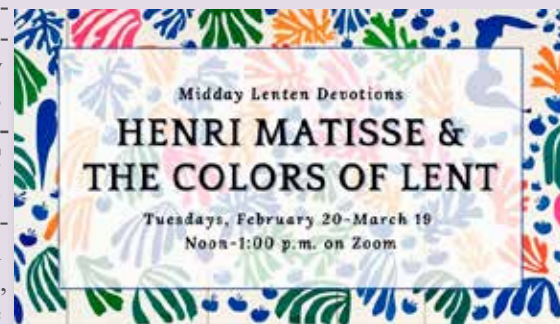 Midday Lenten Devotions
HENRI MATISSE &
THE COLORS OF LENT
Tuesdays, February 20-March 19
Noon-1:00 p.m. on Zoom